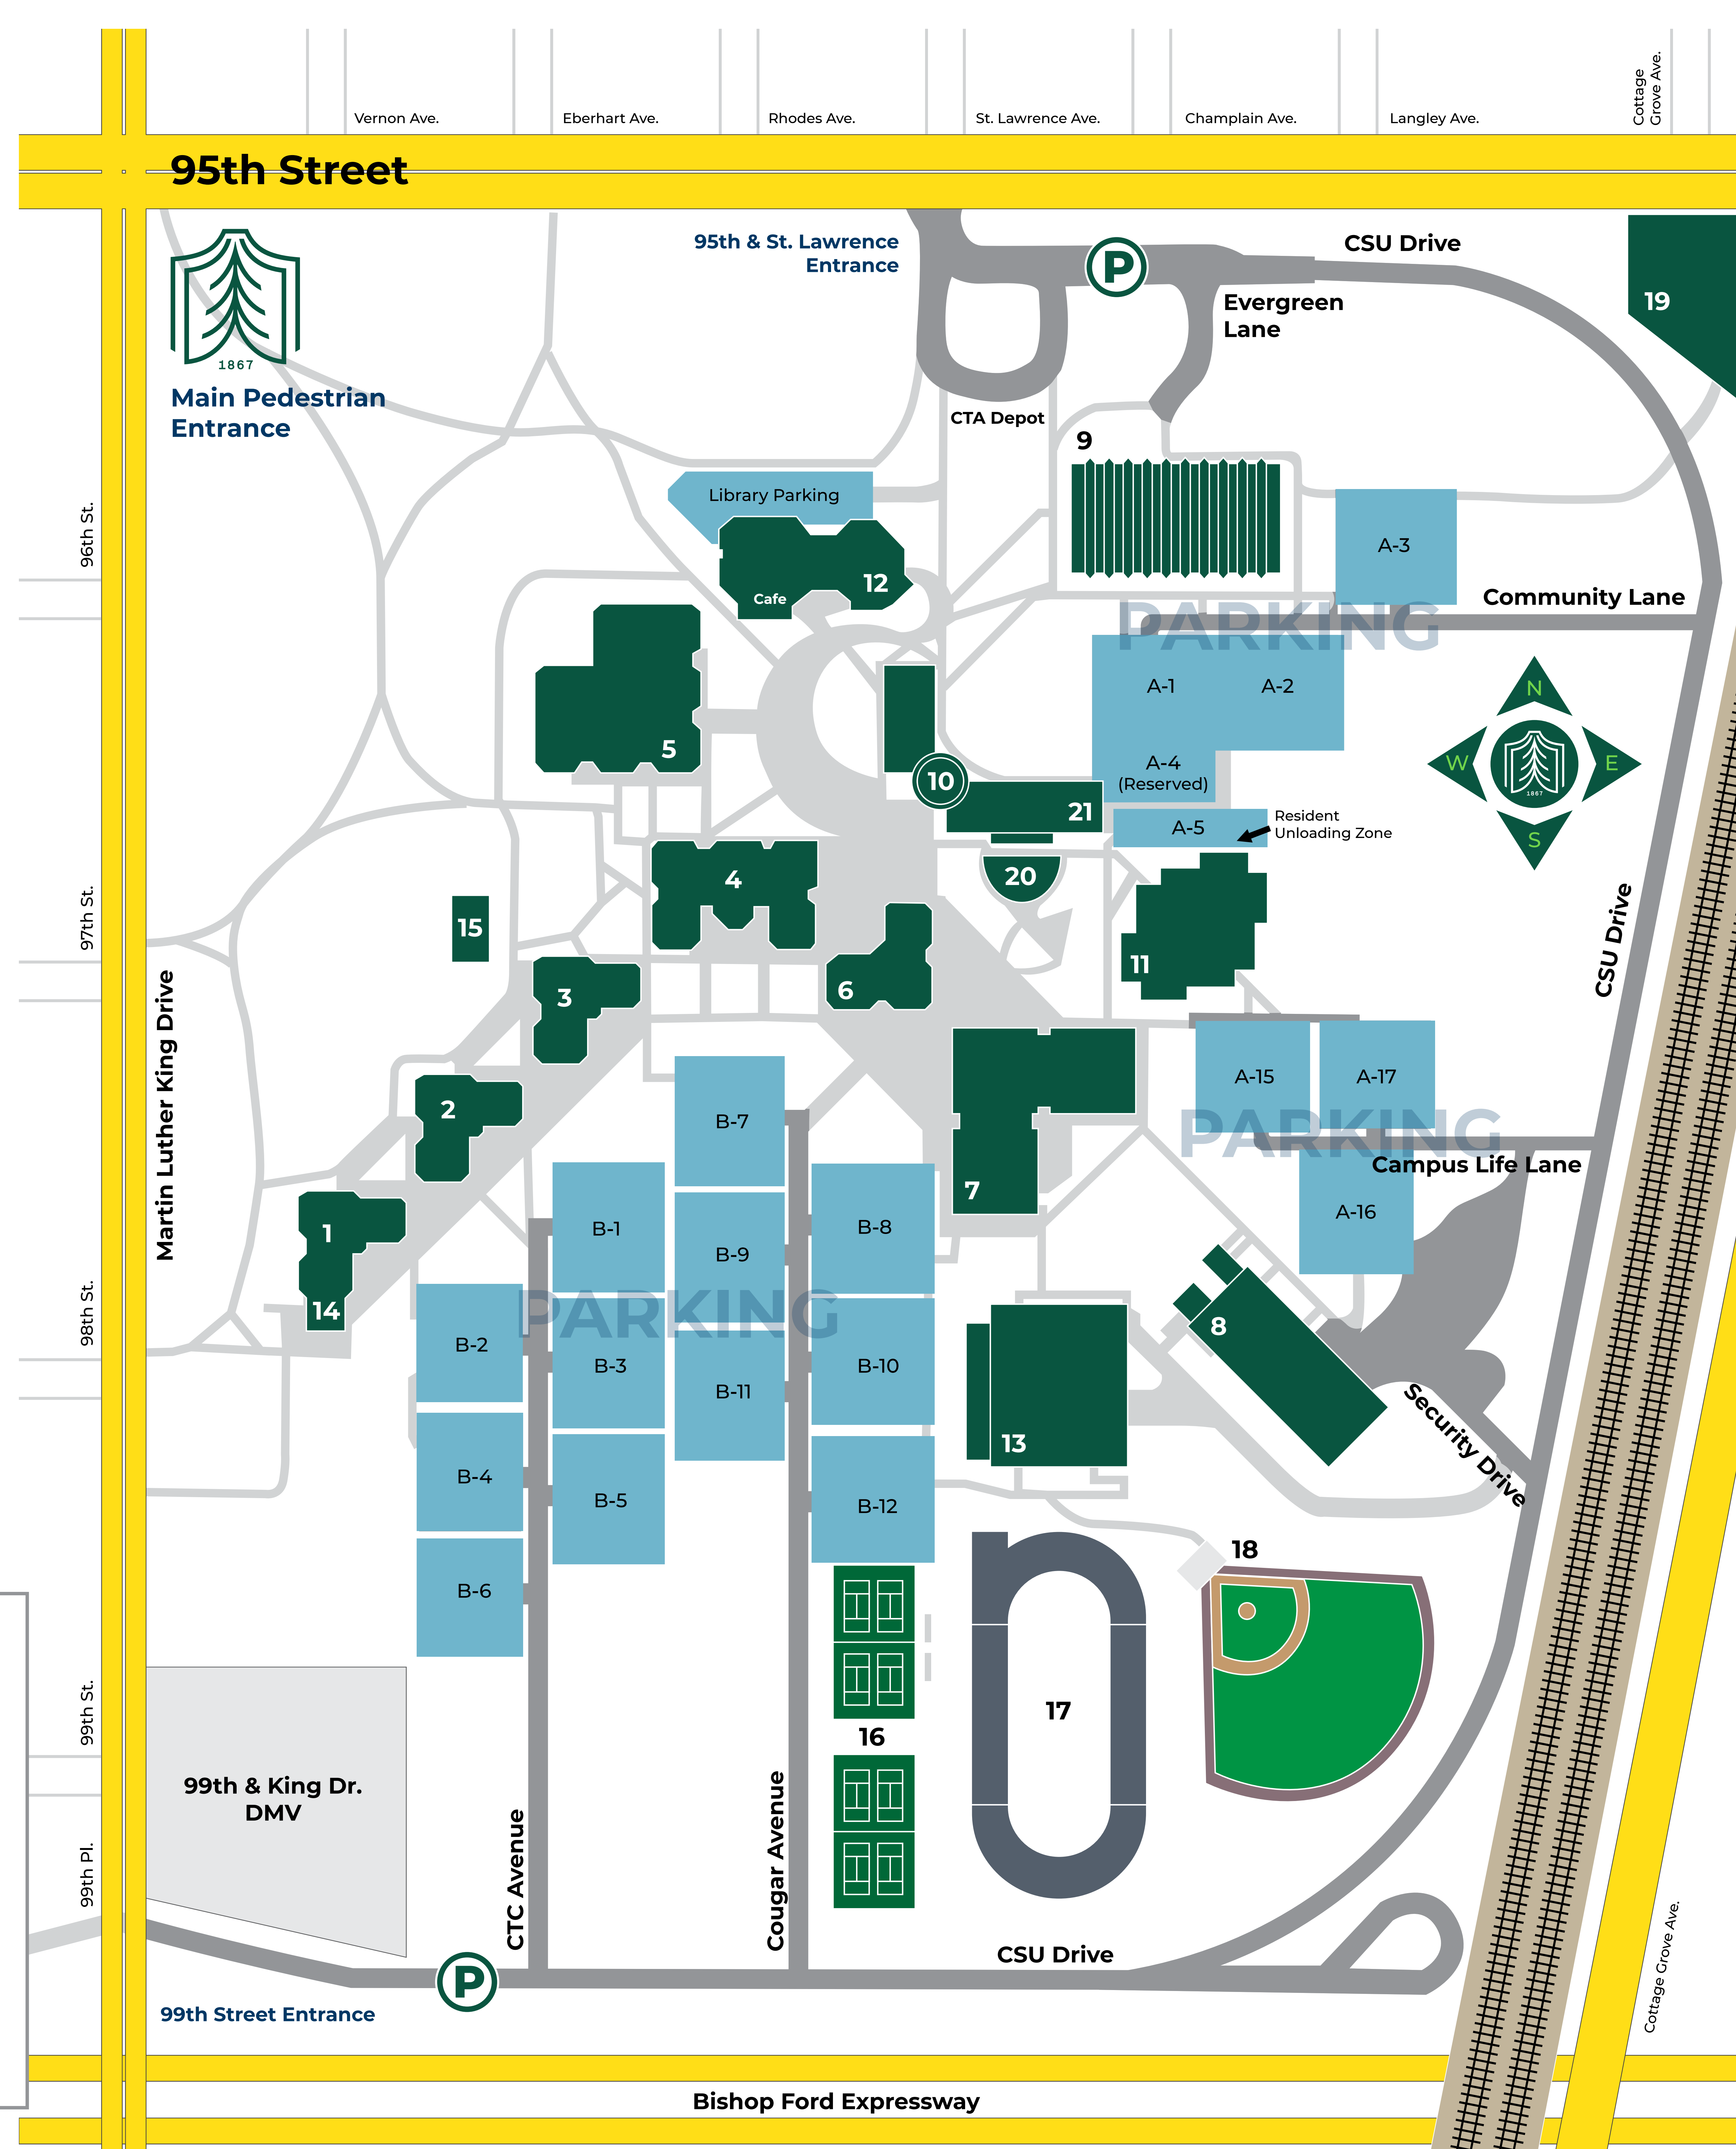 Cottage
Grove Ave.
Vernon Ave.
Eberhart Ave.
Rhodes Ave.
St. Lawrence Ave.
Champlain Ave.
Langley Ave.
95th Street
95th & St. Lawrence
Entrance
P
CSU Drive
Evergreen
Lane
19
1867
Main Pedestrian
Entrance
CTA Depot
9
Library Parking
96th St.
A-3
12
Cafe
Community Lane
PARKING
A-1
A-2
N
W
E
S
1867
5
10
A-4
(Reserved)
21
A-5
Resident
Unloading Zone
4
20
15
97th St.
CSU Drive
11
6
3
Martin Luther King Drive
A-15
A-17
2
B-7
PARKING
Campus Life Lane
7
A-16
1
B-1
B-8
B-9
14
98th St.
PARKING
8
B-2
B-3
B-10
B-11
Security Drive
13
B-4
B-5
B-12
18
B-6
99th St.
17
16
99th & King Dr.
DMV
99th Pl.
CTC Avenue
Cougar Avenue
CSU Drive
P
99th Street Entrance
Cottage Grove Ave.
Bishop Ford Expressway